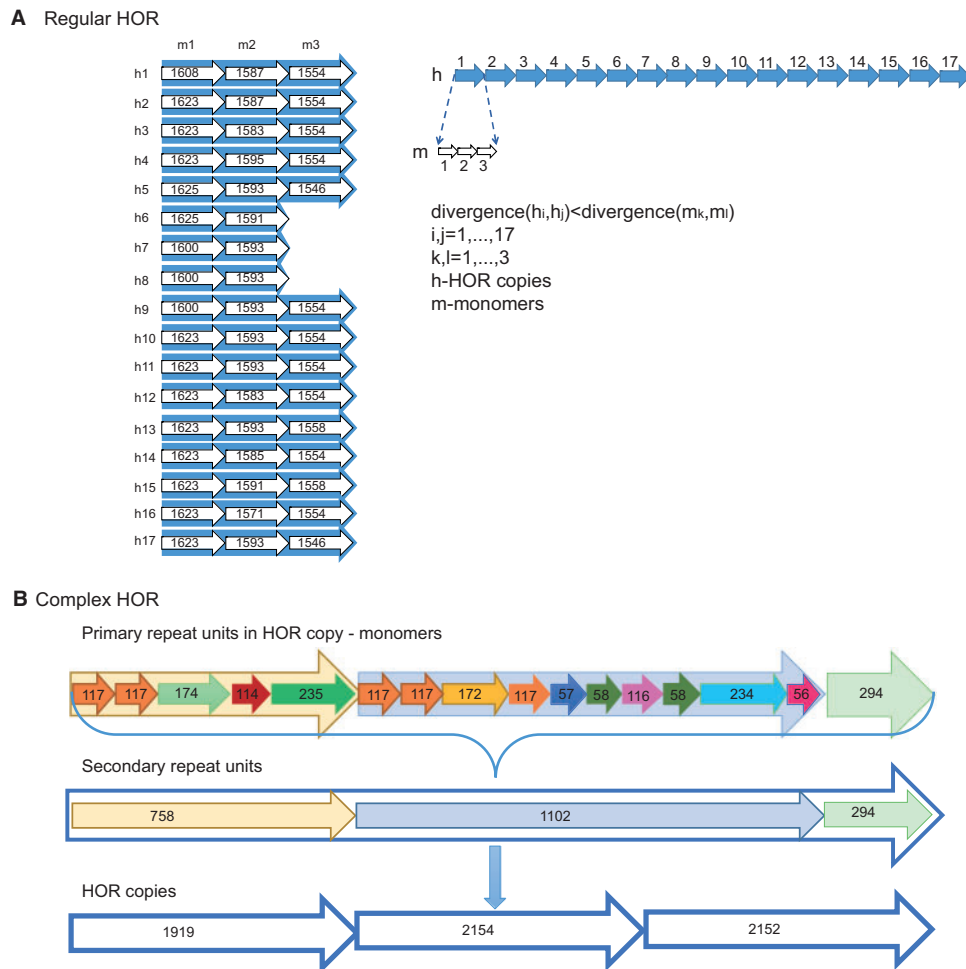 A Regular HOR
m1 m2 m3
h1 1608 1587 1554
h2 1623 1587 1554
h3 1623 1583 1554
h4 1623 1595 1554
h5 1625 1593 1546
h6 1625 1591
h7 1600 1593
h8 1600 1593
h9 1600 1593 1554
h10 1623 1593 1554
h11 1623 1593 1554
h12 1623 1583 1554
h13 1623 1593 1558
h14 1623 1585 1554
h15 1623 1591 1558
h16 1623 1571 1554
h17 1623 1593 1546
1 2 3 4 5 6 7 8 9 10 11 12 13 14 15 16 17
h
m
1 2 3
divergence(hi,hj)<divergence(mk,ml)
i,j=1,...,17
k,l=1,...,3
h-HOR copies
m-monomers
B Complex HOR
Primary repeat units in HOR copy - monomers
117 117 174 114 235 117 117 172 117 57 58 116 58 234 56 294
Secondary repeat units
758 1102 294
HOR copies
1919 2154 2152